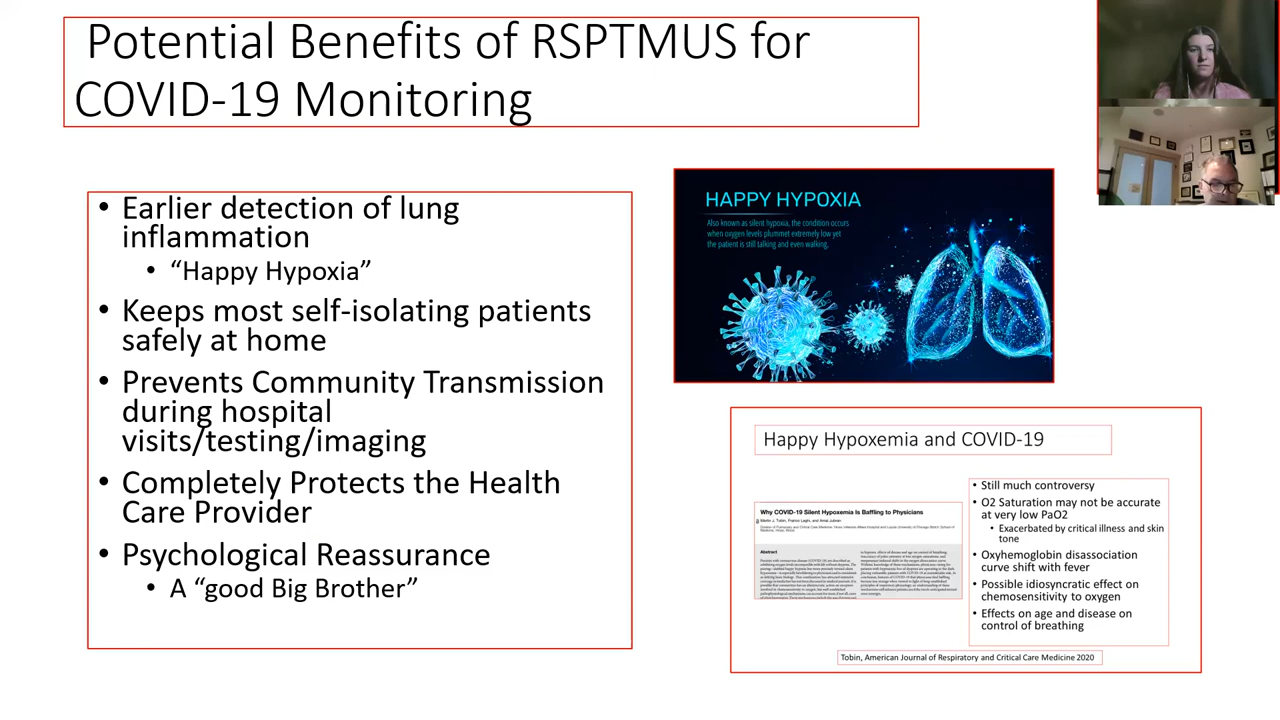 Potential Benefits of RSPTMUS for
COVID-19 Monitoring
• Earlier detection of lung
inflammation
• “Happy Hypoxia”
• Keeps most self-isolating patients
safely at home
• Prevents Community Transmission
during hospital
visits/testing/imaging
• Completely Protects the Health
Care Provider
• Psychological Reassurance
• A “good Big Brother”
HAPPY HYPOXIA
Also known as silent hypoxia, the condition occurs
when oxygen levels plummet extremely low yet
the patient is still talking and even walking.
Happy Hypoxemia and COVID-19
Why COVID-19 Silent Hypoxemia Is Baffling to Physicians
Martin J. Tobin, Franco Laghi, and Amal Jubran
Abstract
• Still much controversy
• O2 Saturation may not be accurate
at very low PaO2
• Exacerbated by critical illness and skin
tone
• Oxyhemoglobin disassociation
curve shift with fever
• Possible idiosyncratic effect on
chemosensitivity to oxygen
• Effects on age and disease on
control of breathing
Tobin, American Journal of Respiratory and Critical Care Medicine 2020